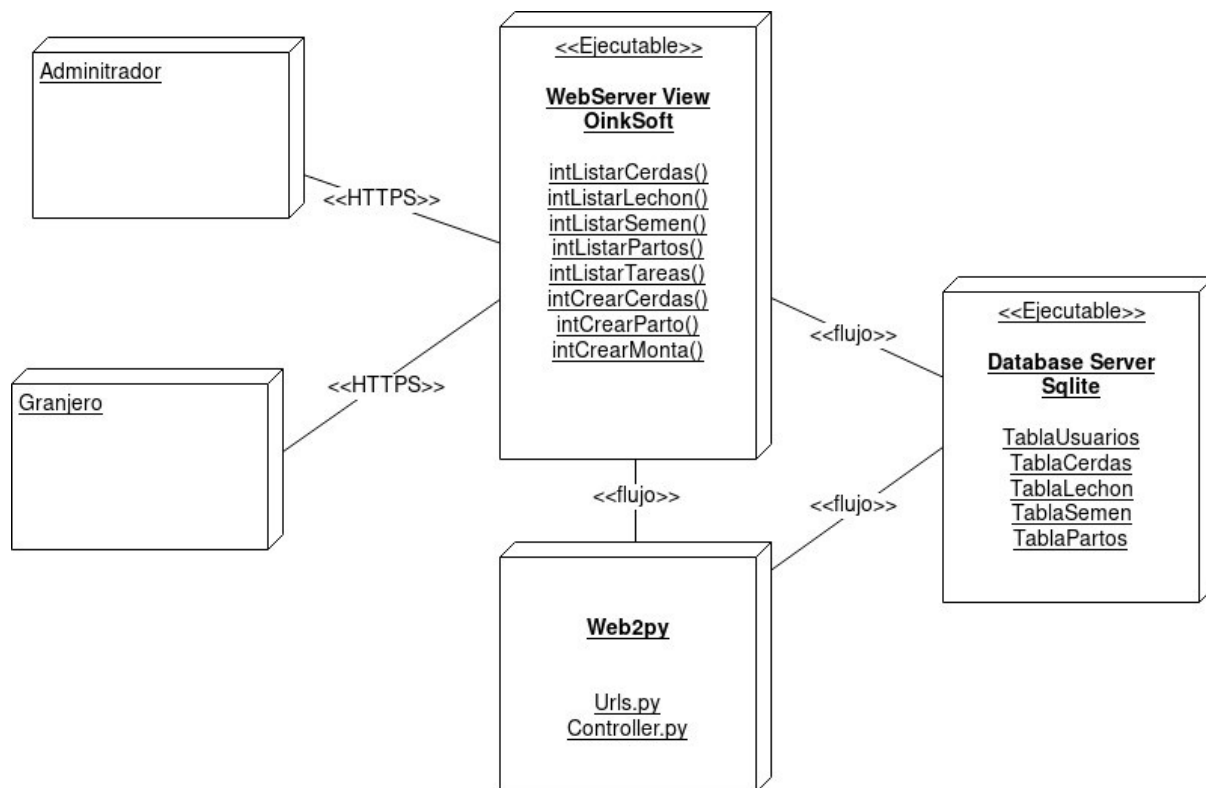 Adminitrador
<<HTTPS>>
Granjero
<<HTTPS>>
<<Ejecutable>>
WebServer View
OinkSoft
intListarCerdas()
intListarLechon()
intListarSemen()
intListarPartos()
intListarTareas()
intCrearCerdas()
intCrearParto()
intCrearMonta()
<<flujo>>
<<flujo>>
<<flujo>>
Web2py
Urls.py
Controller.py
<<Ejecutable>>
Database Server
Sqlite
TablaUsuarios
TablaCerdas
TablaLechon
TablaSemen
TablaPartos